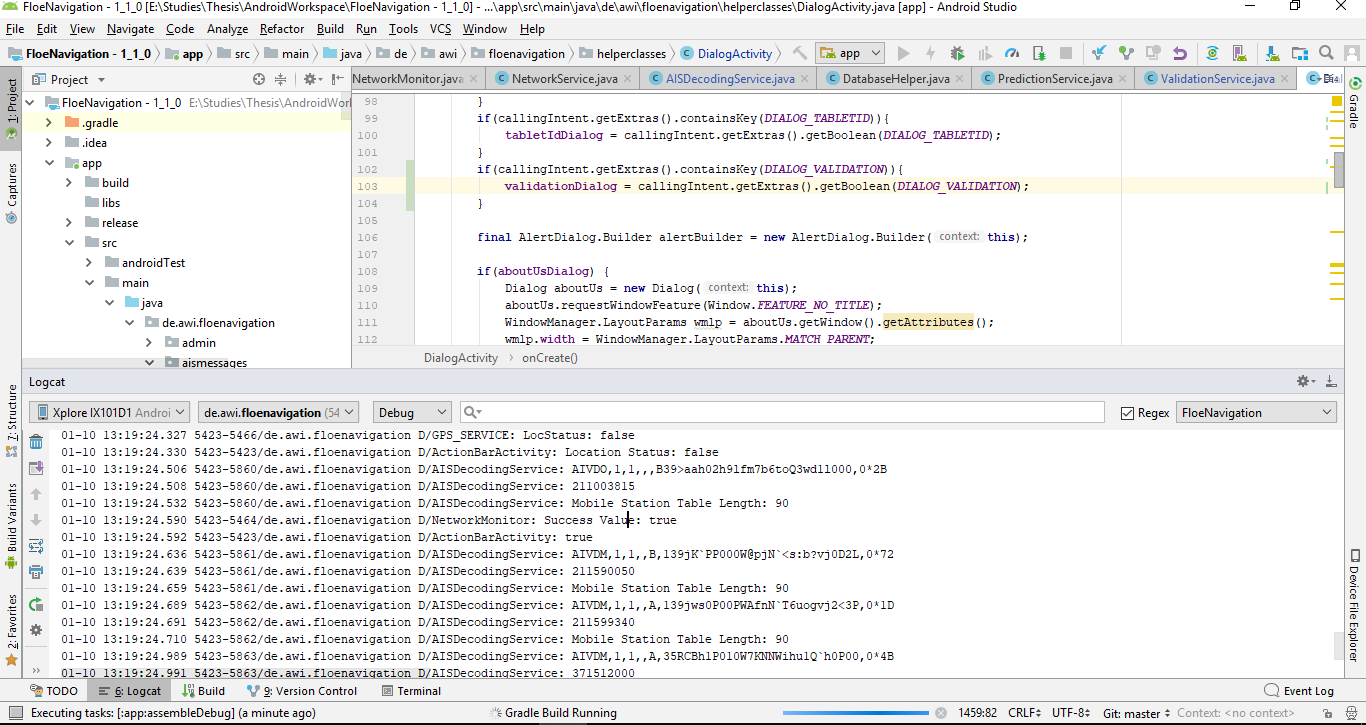 FloeNavigation - 1_1_0 [E:\Studies\Thesis\AndroidWorkspace\FloeNavigation - 1_1_0] - ...\app\src\main\java\de\awi\floenavigation\helperclasses\DialogActivity.java [app] - Android Studio
File Edit View Navigate Code Analyze Refactor Build Run Tools VCS Window Help
FloeNavigation - 1_1_0 app src main java de awi floenavigation helperclasses DialogActivity app
Project NetworkMonitor.java NetworkService.java AISDecodingService.java DatabaseHelper.java PredictionService.java ValidationService.java
FloeNavigation - 1_1_0 E:\Studies\Thesis\AndroidWorl
.gradle
.idea
app
build
libs
release
src
androidTest
main
java
de.awi.floenavigation
admin
aismessages
98 }
99 if(callingIntent.getExtras().containsKey(DIALOG_TABLETID)){
100 tabletIdDialog = callingIntent.getExtras().getBoolean(DIALOG_TABLETID);
101 }
102 if(callingIntent.getExtras().containsKey(DIALOG_VALIDATION)){
103 validationDialog = callingIntent.getExtras().getBoolean(DIALOG_VALIDATION);
104 }
105
106 final AlertDialog.Builder alertBuilder = new AlertDialog.Builder( context: this);
107
108 if(aboutUsDialog) {
109 Dialog aboutUs = new Dialog( context: this);
110 aboutUs.requestWindowFeature(Window.FEATURE_NO_TITLE);
111 WindowManager.LayoutParams wmlp = aboutUs.getWindow().getAttributes();
112 wmlp.width = WindowManager.LayoutParams.MATCH_PARENT;
DialogActivity onCreate()
1: Project
Captures
7: Structure
Build Variants
2: Favorites
Gradle
Device File Explorer
Logcat
Xplore IX101D1 Androi de.awi.floenavigation (54 Debug Regex FloeNavigation
01-10 13:19:24.327 5423-5466/de.awi.floenavigation D/GPS_SERVICE: LocStatus: false
01-10 13:19:24.330 5423-5423/de.awi.floenavigation D/ActionBarActivity: Location Status: false
01-10 13:19:24.506 5423-5860/de.awi.floenavigation D/AISDecodingService: AIVDO,1,1,,,B39>aah02h9lfm7b6toQ3wdll000,0*2B
01-10 13:19:24.508 5423-5860/de.awi.floenavigation D/AISDecodingService: 211003815
01-10 13:19:24.532 5423-5860/de.awi.floenavigation D/AISDecodingService: Mobile Station Table Length: 90
01-10 13:19:24.590 5423-5464/de.awi.floenavigation D/NetworkMonitor: Success Value: true
01-10 13:19:24.592 5423-5423/de.awi.floenavigation D/ActionBarActivity: true
01-10 13:19:24.636 5423-5861/de.awi.floenavigation D/AISDecodingService: AIVDM,1,1,,B,139jK`PP000W@pjN`<s:b?vj0D2L,0*72
01-10 13:19:24.639 5423-5861/de.awi.floenavigation D/AISDecodingService: 211590050
01-10 13:19:24.659 5423-5861/de.awi.floenavigation D/AISDecodingService: Mobile Station Table Length: 90
01-10 13:19:24.689 5423-5862/de.awi.floenavigation D/AISDecodingService: AIVDM,1,1,,A,139jws0P00PWAfnN`T6uogvj2<3P,0*1D
01-10 13:19:24.691 5423-5862/de.awi.floenavigation D/AISDecodingService: 211599340
01-10 13:19:24.710 5423-5862/de.awi.floenavigation D/AISDecodingService: Mobile Station Table Length: 90
01-10 13:19:24.989 5423-5863/de.awi.floenavigation D/AISDecodingService: AIVDM,1,1,,A,35RCBhlP010W7KNNWihulQ`h0P00,0*4B
01-10 13:19:24.991 5423-5863/de.awi.floenavigation D/AISDecodingService: 371512000
TODO 6: Logcat Build 9: Version Control Terminal Event Log
Executing tasks: [:app:assembleDebug] (a minute ago) Gradle Build Running 1459:82 CRLF UTF-8 Git: master Context: <no context>